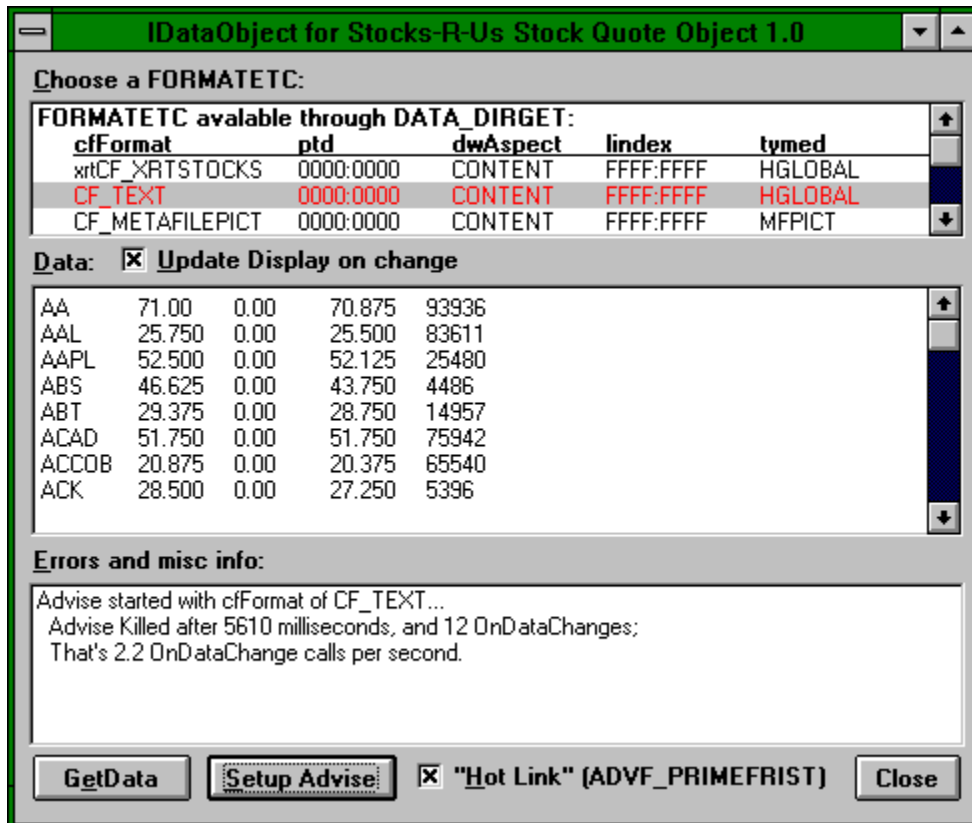 IDataObject for Stocks-R-Us Stock Quote Object 1.0
Choose a FORMATETC:
FORMATETC avalable through DATA_DIRGET:
cfFormat ptd dwAspect lindex tymed
xrtCF_XRTSTOCKS 0000:0000 CONTENT FFFF:FFFF HGLOBAL
CF_TEXT 0000:0000 CONTENT FFFF:FFFF HGLOBAL
CF_METAFILEPICT 0000:0000 CONTENT FFFF:FFFF MFPICT
Data: Update Display on change
AA 71.00 0.00 70.875 93936
AAL 25.750 0.00 25.500 83611
AAPL 52.500 0.00 52.125 25480
ABS 46.625 0.00 43.750 4486
ABT 29.375 0.00 28.750 14957
ACAD 51.750 0.00 51.750 75942
ACCOB 20.875 0.00 20.375 65540
ACK 28.500 0.00 27.250 5396
Errors and misc info:
Advise started with cfFormat of CF_TEXT...
Advise Killed after 5610 milliseconds, and 12 OnDataChanges;
That's 2.2 OnDataChange calls per second.
GetData Setup Advise "Hot Link" (ADVF_PRIMEFRIST) Close